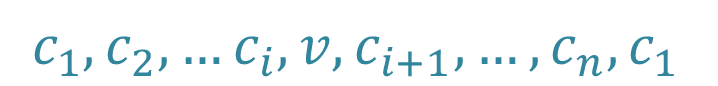 c₁, c₂, … cᵢ, v, cᵢ₊₁, … , cₙ, c₁